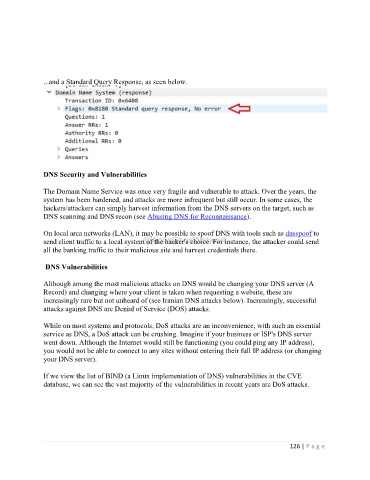 ...and a Standard Query Response, as seen below.
Domain Name System (response)
Transaction ID: 0x6408
Flags: 0x8180 Standard query response, No error
Questions: 1
Answer RRs: 1
Authority RRs: 0
Additional RRs: 0
Queries
Answers
DNS Security and Vulnerabilities
The Domain Name Service was once very fragile and vulnerable to attack. Over the years, the
system has been hardened, and attacks are more infrequent but still occur. In some cases, the
hackers/attackers can simply harvest information from the DNS servers on the target, such as
DNS scanning and DNS recon (see Abusing DNS for Reconnaissance).
On local area networks (LAN), it may be possible to spoof DNS with tools such as dnsspoof to
send client traffic to a local system of the hacker's choice. For instance, the attacker could send
all the banking traffic to their malicious site and harvest credentials there.
DNS Vulnerabilities
Although among the most malicious attacks on DNS would be changing your DNS server (A
Record) and changing where your client is taken when requesting a website, these are
increasingly rare but not unheard of (see Iranian DNS attacks below). Increasingly, successful
attacks against DNS are Denial of Service (DOS) attacks.
While on most systems and protocols, DoS attacks are an inconvenience, with such an essential
service as DNS, a DoS attack can be crushing. Imagine if your business or ISP's DNS server
went down. Although the Internet would still be functioning (you could ping any IP address),
you would not be able to connect to any sites without entering their full IP address (or changing
your DNS server).
If we view the list of BIND (a Linux implementation of DNS) vulnerabilities in the CVE
database, we can see the vast majority of the vulnerabilities in recent years are DoS attacks.
126 | Page